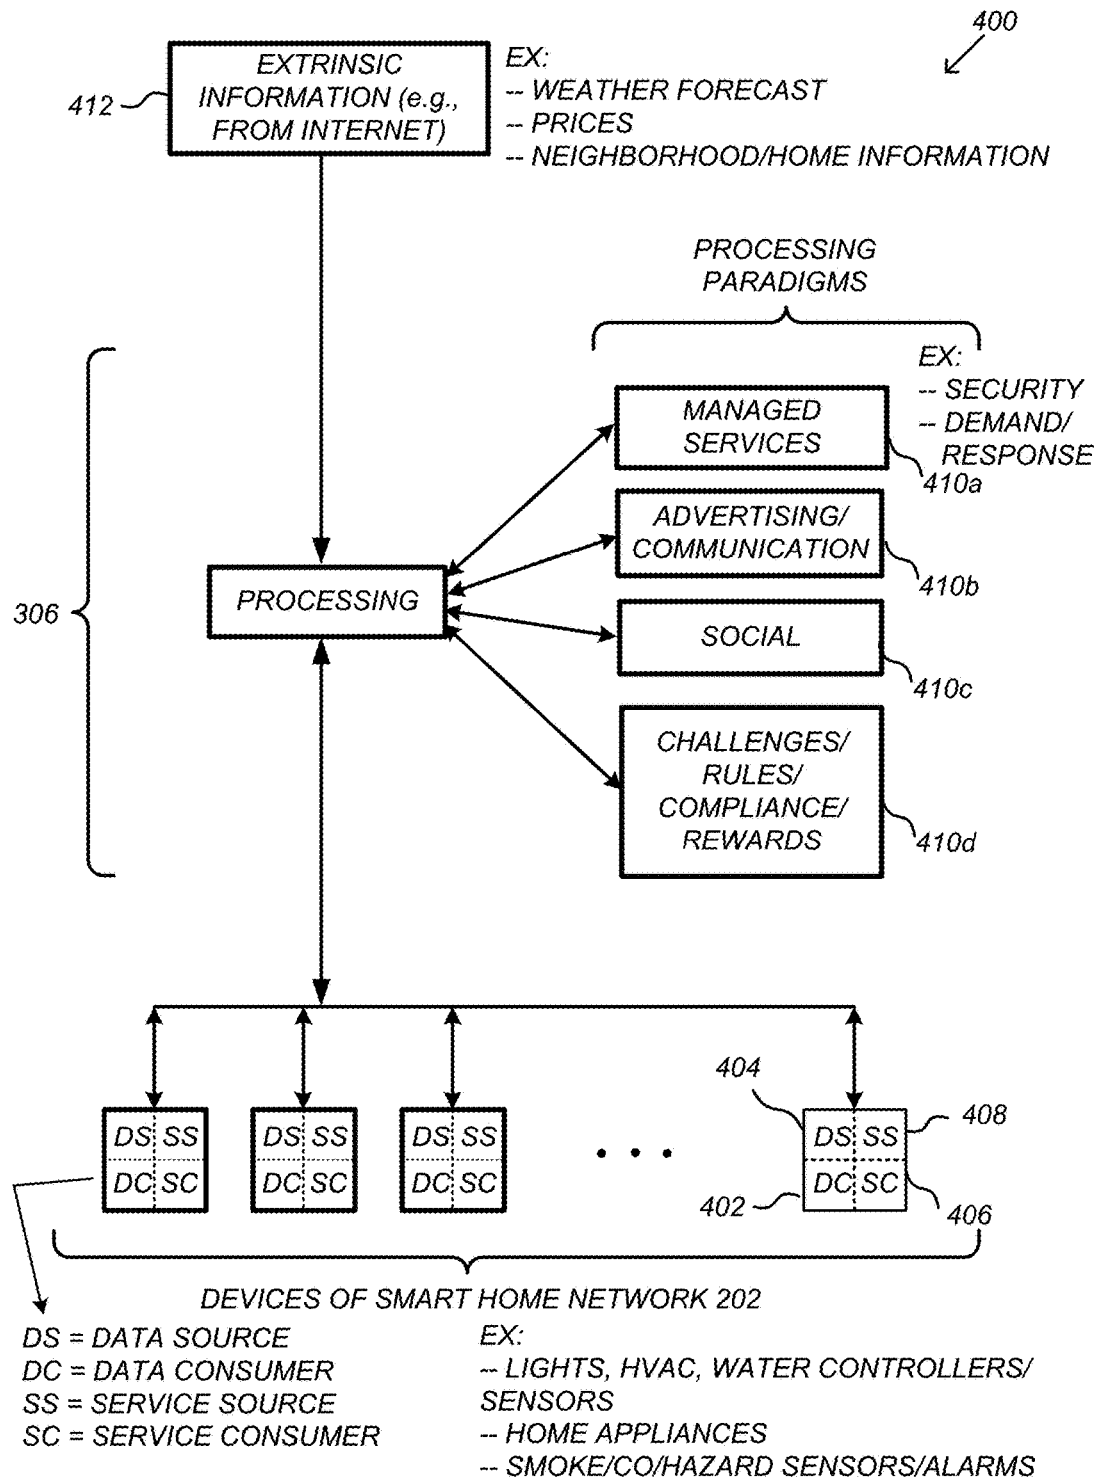 400
EXTRINSIC
INFORMATION (e.g.,
FROM INTERNET)
412
EX:
-- WEATHER FORECAST
-- PRICES
-- NEIGHBORHOOD/HOME INFORMATION
PROCESSING
PARADIGMS
EX:
-- SECURITY
-- DEMAND/
RESPONSE
MANAGED
SERVICES
410a
ADVERTISING/
COMMUNICATION
410b
306
PROCESSING
SOCIAL
410c
CHALLENGES/
RULES/
COMPLIANCE/
REWARDS
410d
404
408
DS SS
DC SC
DS SS
DC SC
DS SS
DC SC
DS SS
DC SC
402
406
DEVICES OF SMART HOME NETWORK 202
DS = DATA SOURCE
DC = DATA CONSUMER
SS = SERVICE SOURCE
SC = SERVICE CONSUMER
EX:
-- LIGHTS, HVAC, WATER CONTROLLERS/
SENSORS
-- HOME APPLIANCES
-- SMOKE/CO/HAZARD SENSORS/ALARMS